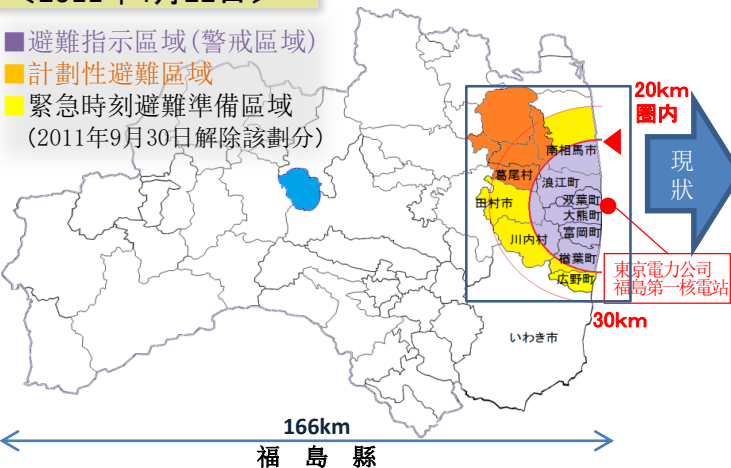 避難指示區域(警戒區域)
計劃性避難區域
緊急時刻避難準備區域
(2011年9月30日解除該劃分)
20km
圈內
現狀
南相馬市
葛尾村
浪江町
田村市
双葉町
大熊町
富岡町
川內村
楢葉町
広野町
東京電力公司
福島第一核電站
30km
いわき市
166km
福島縣